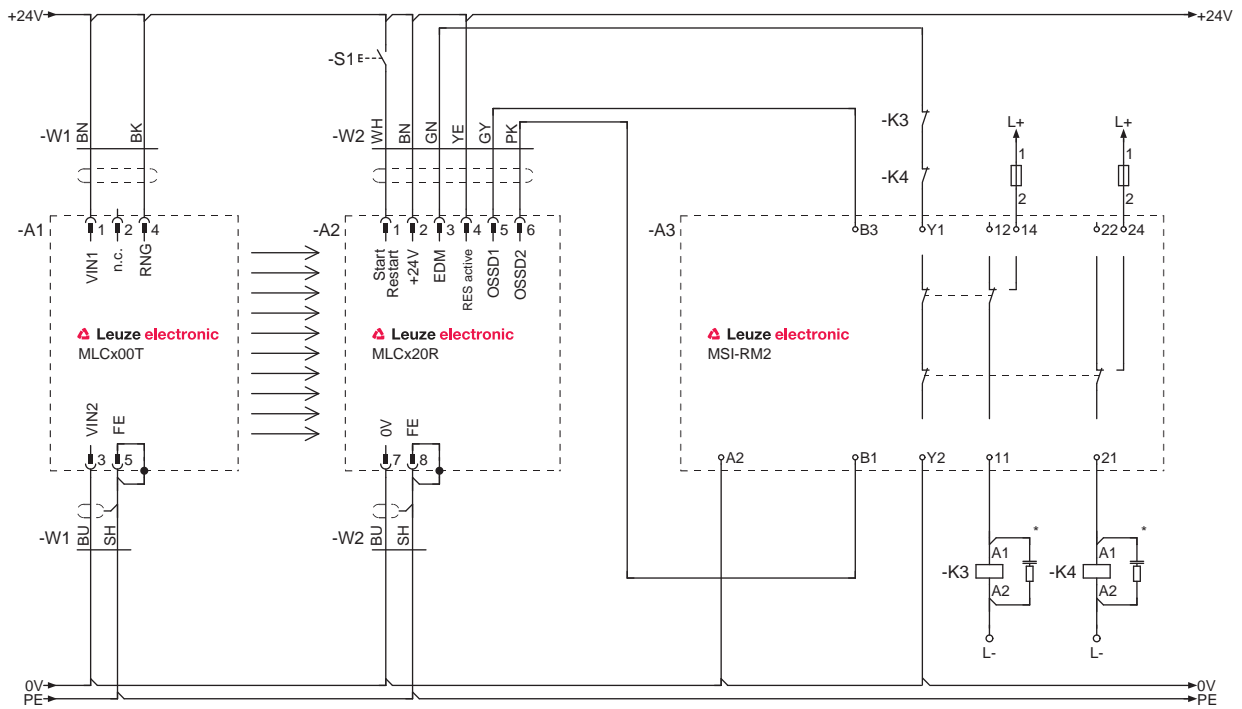 +24V
+24V
-S1
E
-W1
BN
BK
-W2
WH
BN
GN
YE
GY
PK
-K3
-K4
L+
1
2
L+
1
2
-A1
1
2
4
VIN1
n.c.
RNG
Leuze electronic
MLCx00T
VIN2
FE
3
5
-A2
1
2
3
4
5
6
Start
Restart
+24V
EDM
RES active
OSSD1
OSSD2
Leuze electronic
MLCx20R
0V
FE
7
8
-A3
B3
Y1
12
14
22
24
Leuze electronic
MSI-RM2
A2
B1
Y2
11
21
-W1
BU
SH
-W2
BU
SH
-K3
A1
A2
*
L-
-K4
A1
A2
*
L-
0V
PE
0V
PE